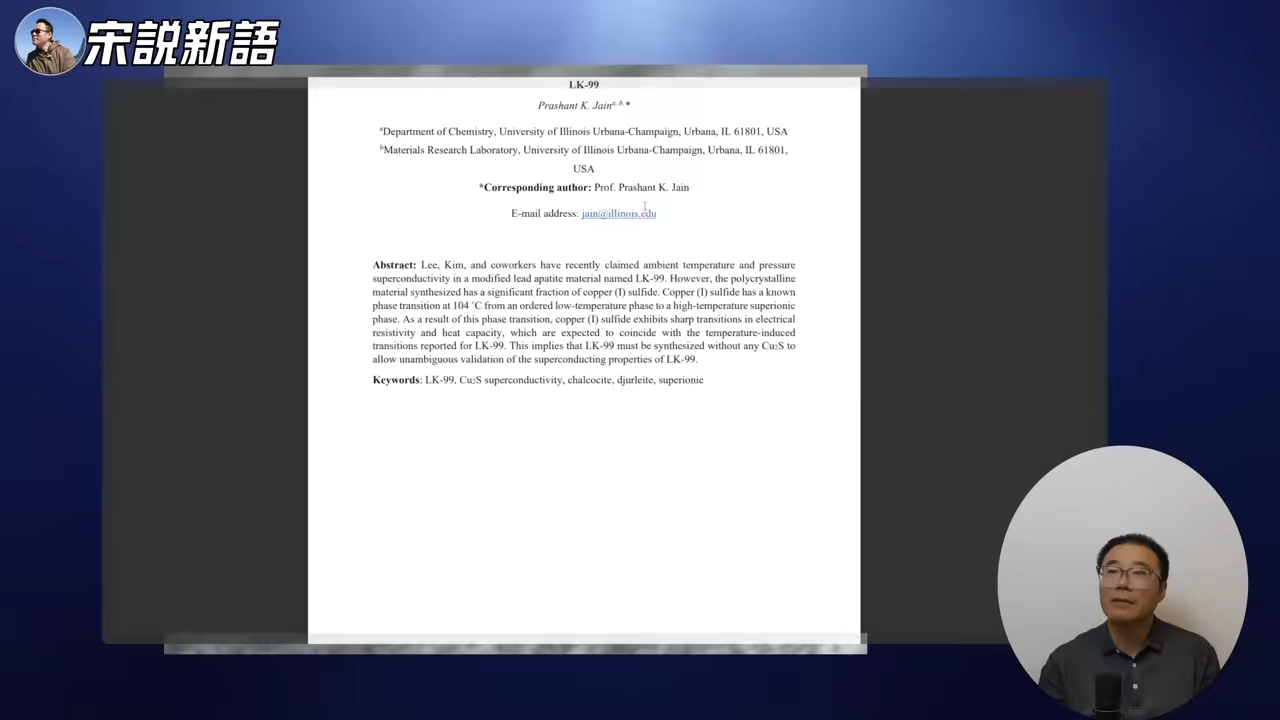 宋説新語
LK-99
Prashant K. Jainᵃ, ᵇ,*
ᵃDepartment of Chemistry, University of Illinois Urbana-Champaign, Urbana, IL 61801, USA
ᵇMaterials Research Laboratory, University of Illinois Urbana-Champaign, Urbana, IL 61801,
USA
*Corresponding author: Prof. Prashant K. Jain
E-mail address: jain@illinois.edu
Abstract: Lee, Kim, and coworkers have recently claimed ambient temperature and pressure
superconductivity in a modified lead apatite material named LK-99. However, the polycrystalline
material synthesized has a significant fraction of copper (I) sulfide. Copper (I) sulfide has a known
phase transition at 104 ˚C from an ordered low-temperature phase to a high-temperature superionic
phase. As a result of this phase transition, copper (I) sulfide exhibits sharp transitions in electrical
resistivity and heat capacity, which are expected to coincide with the temperature-induced
transitions reported for LK-99. This implies that LK-99 must be synthesized without any Cu₂S to
allow unambiguous validation of the superconducting properties of LK-99.
Keywords: LK-99, Cu₂S superconductivity, chalcocite, djurleite, superionic